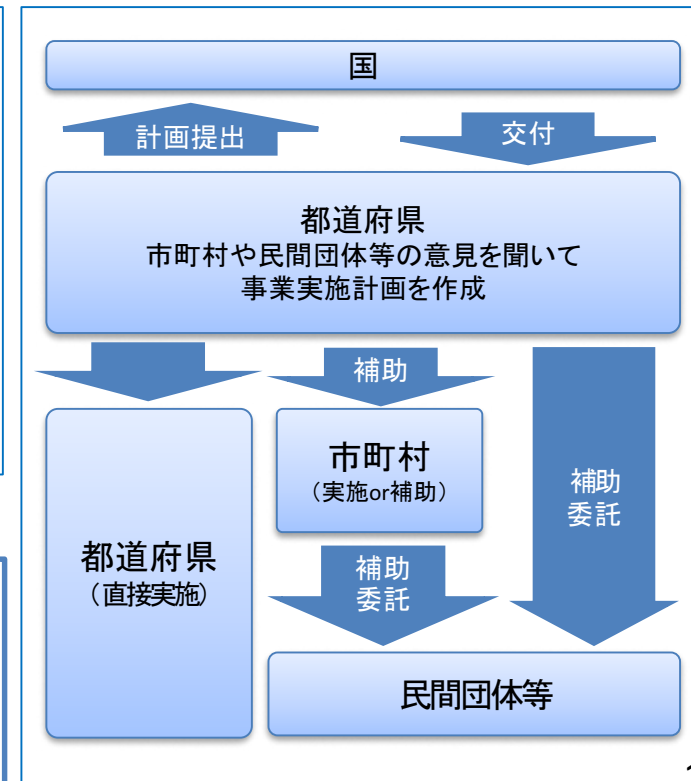 国
計画提出
交付
都道府県
市町村や民間団体等の意見を聞いて
事業実施計画を作成
補助
市町村
（実施or補助）
補助
委託
都道府県
（直接実施）
補助
委託
民間団体等